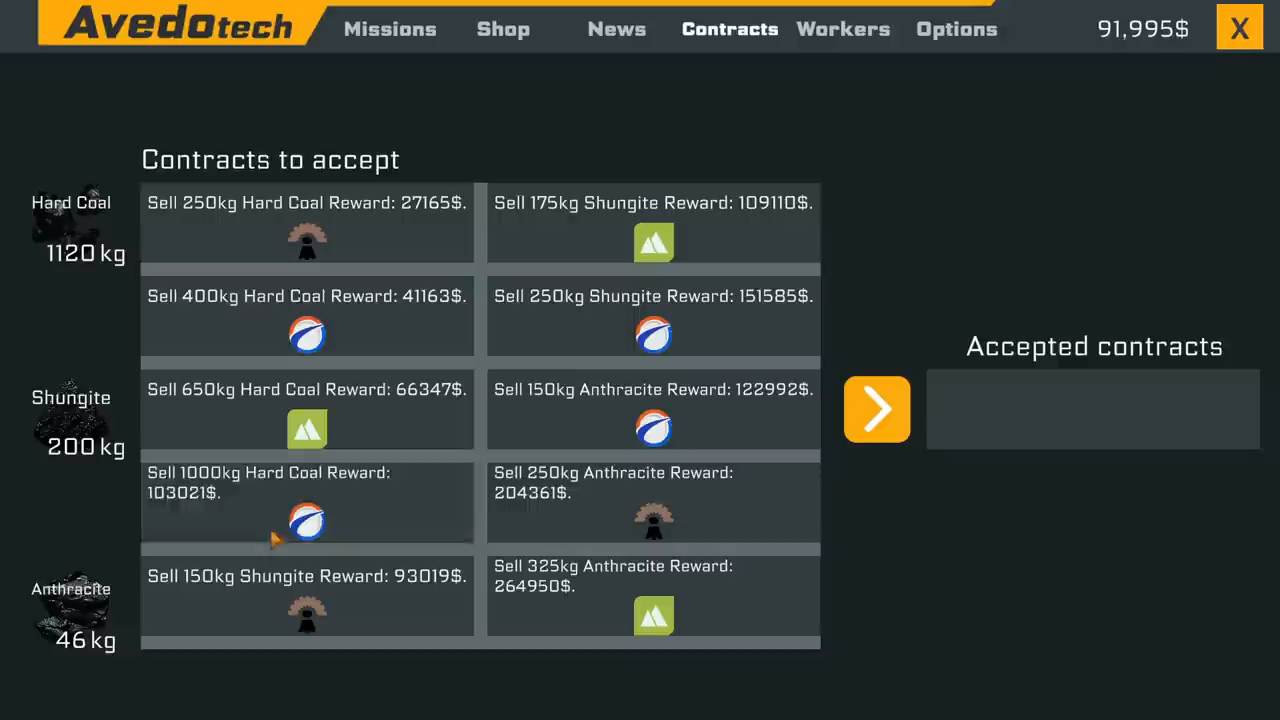 Avedotech
Missions
Shop
News
Contracts
Workers
Options
91,995$
X
Contracts to accept
Hard Coal
1120 kg
Sell 250kg Hard Coal Reward: 27165$.
Sell 175kg Shungite Reward: 109110$.
Sell 400kg Hard Coal Reward: 41163$.
Sell 250kg Shungite Reward: 151585$.
Accepted contracts
Shungite
200 kg
Sell 650kg Hard Coal Reward: 66347$.
Sell 150kg Anthracite Reward: 122992$.
Sell 1000kg Hard Coal Reward:
103021$.
Sell 250kg Anthracite Reward:
204361$.
Anthracite
46 kg
Sell 150kg Shungite Reward: 93019$.
Sell 325kg Anthracite Reward:
264950$.